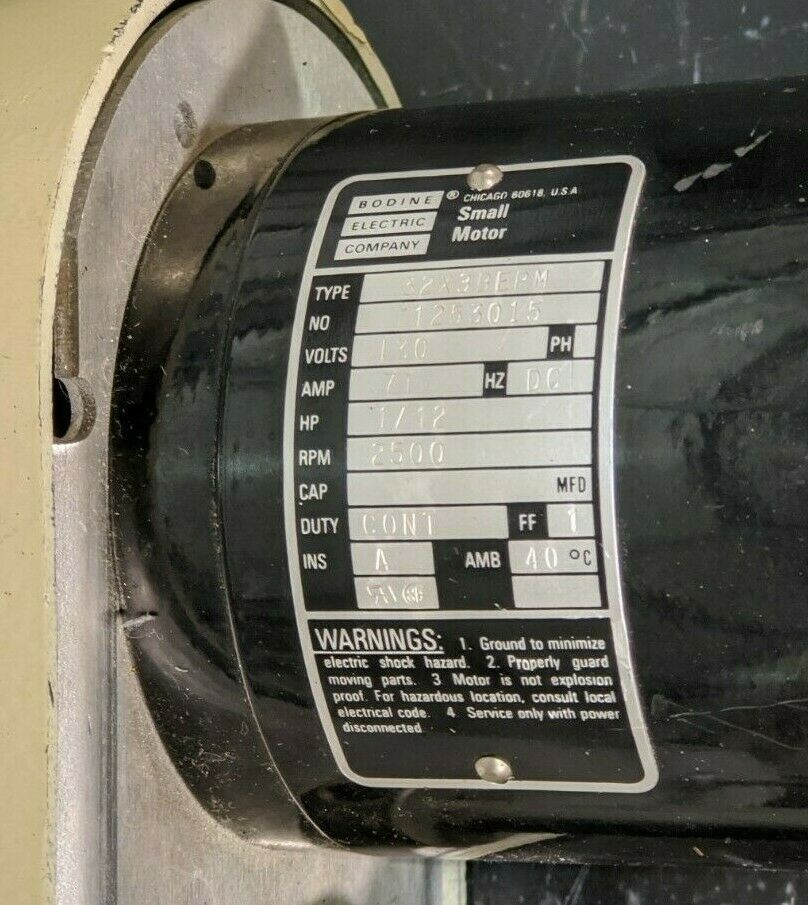 BODINE ® CHICAGO 60618, U.S.A
ELECTRIC Small
COMPANY Motor
TYPE
NO
VOLTS 130 PH
AMP HZ DC
HP 1/12
RPM 2500
CAP MFD
DUTY CONT FF 1
INS A AMB 40 °C
WARNINGS: 1. Ground to minimize
electric shock hazard. 2. Properly guard
moving parts. 3 Motor is not explosion
proof. For hazardous location, consult local
electrical code. 4 Service only with power
disconnected